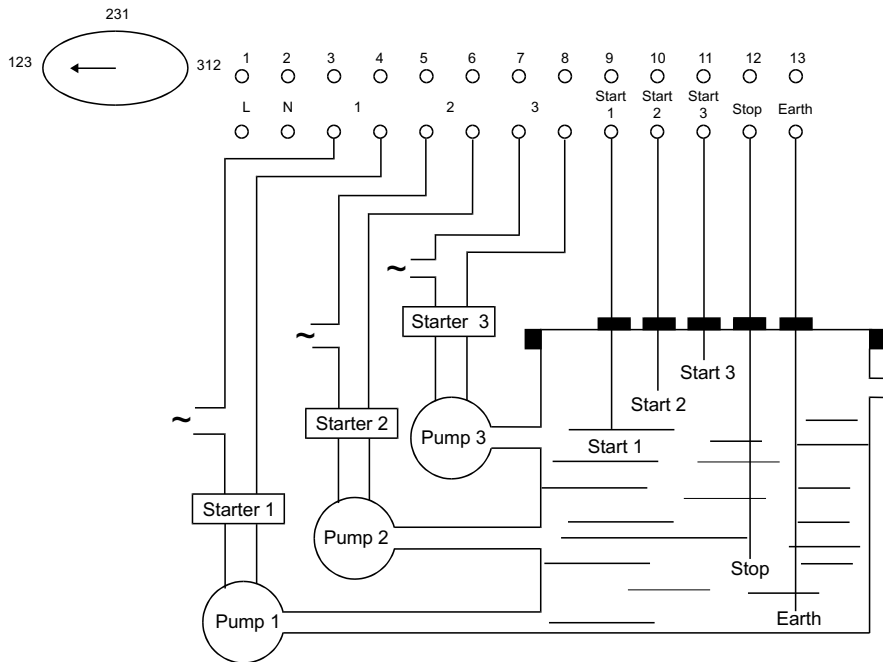 231
123
312
1 2 3 4 5 6 7 8 9 10 11 12 13
L N 1 2 3 Start 1 Start 2 Start 3 Stop Earth
~
Starter 3
~
Start 3
Start 2
~
Starter 2
Pump 3
Start 1
Starter 1
Pump 2
Stop
Pump 1
Earth